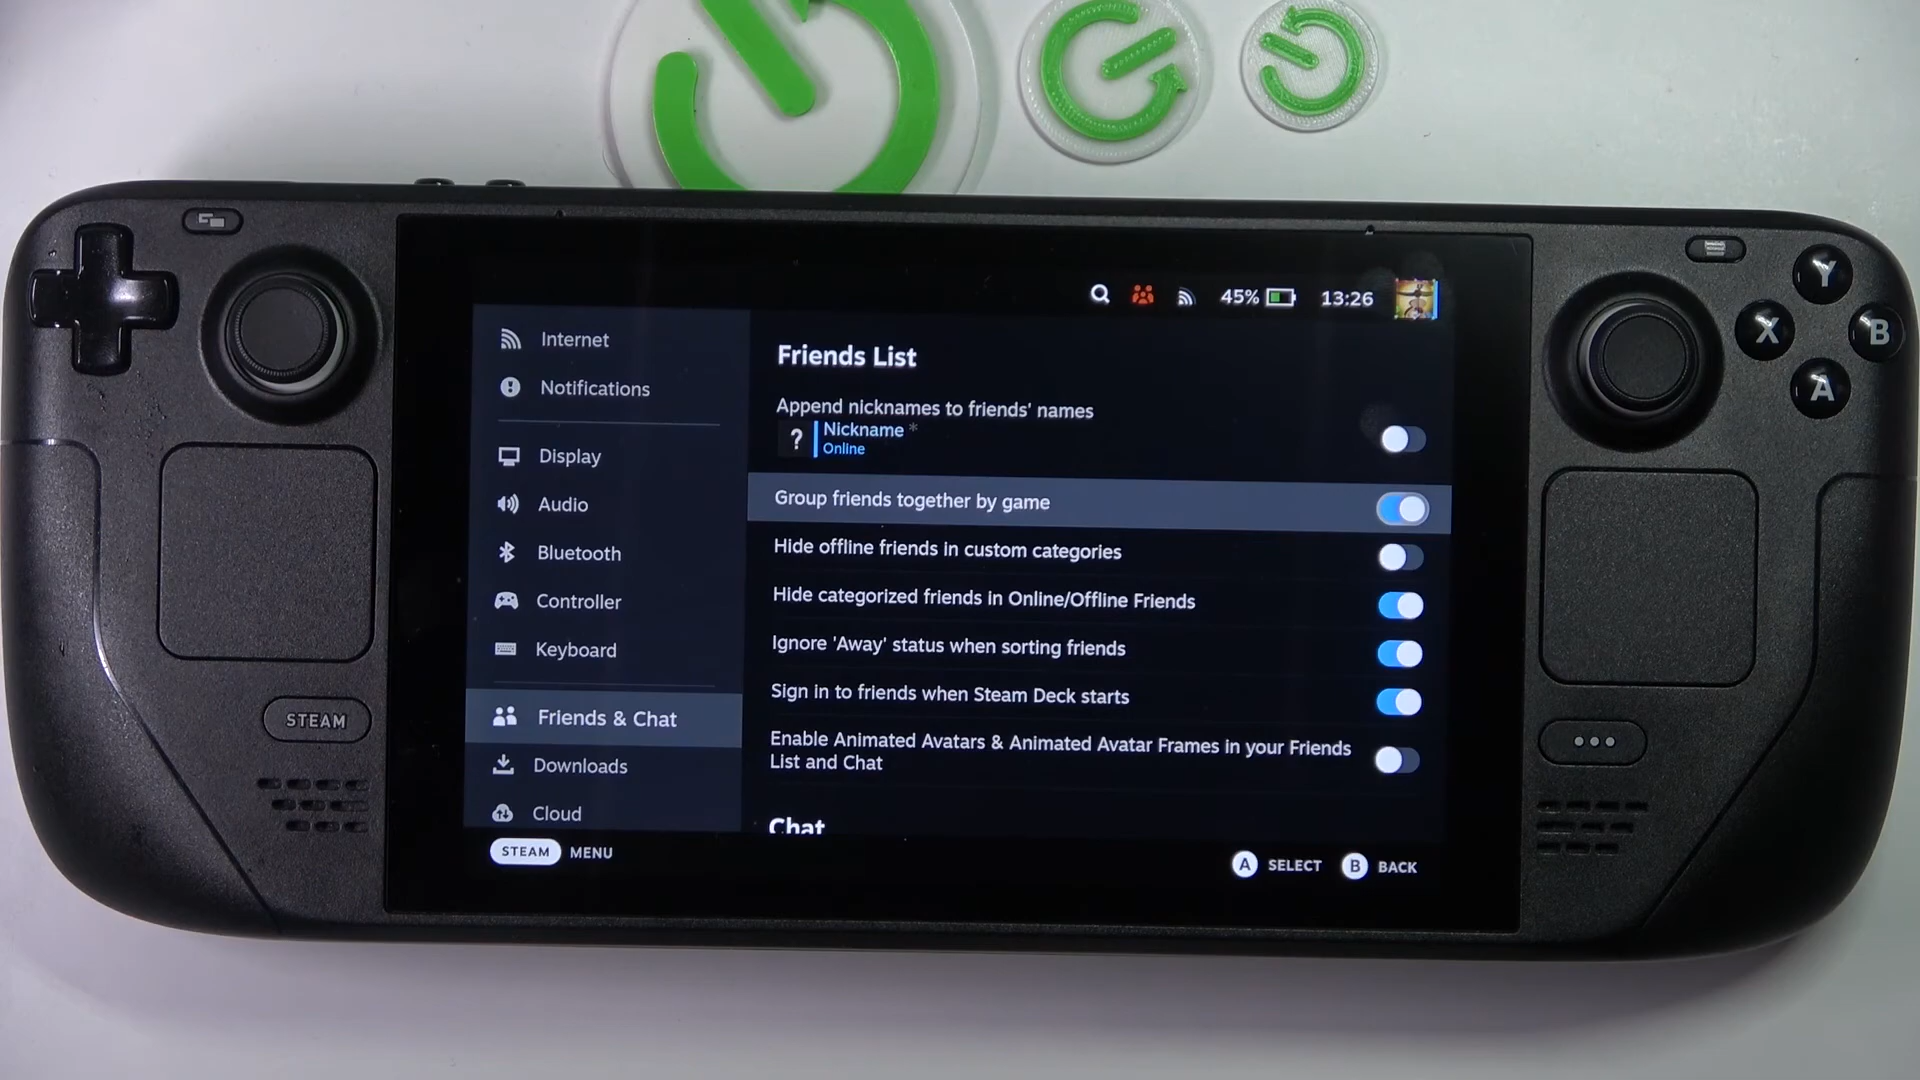 45% 13:26
Internet
Notifications
Display
Audio
Bluetooth
Controller
Keyboard
Friends & Chat
Downloads
Cloud
Friends List
Append nicknames to friends' names
? Nickname *
Online
Group friends together by game
Hide offline friends in custom categories
Hide categorized friends in Online/Offline Friends
Ignore 'Away' status when sorting friends
Sign in to friends when Steam Deck starts
Enable Animated Avatars & Animated Avatar Frames in your Friends
List and Chat
Chat
STEAM MENU
A SELECT B BACK
STEAM
Y
X
B
A